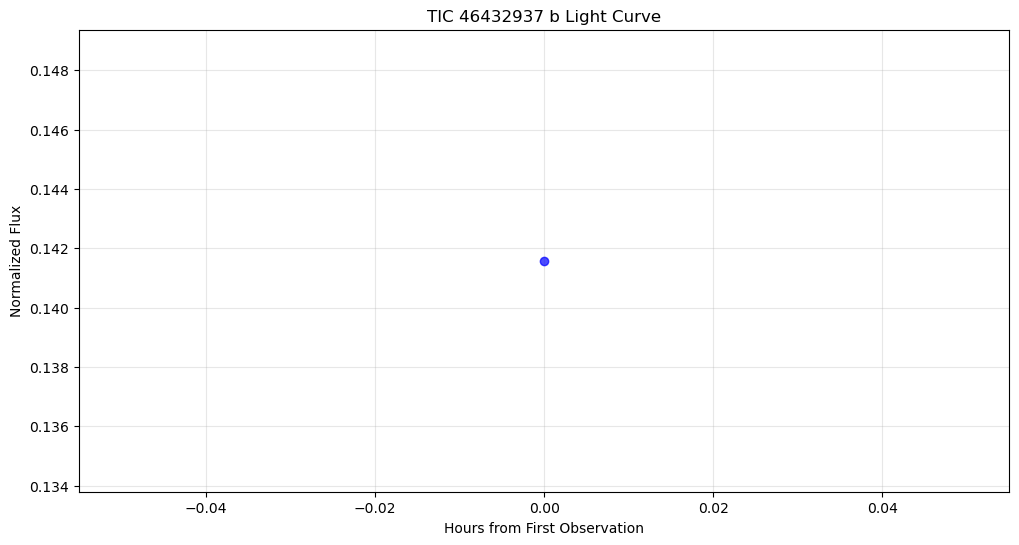 TIC 46432937 b Light Curve
Normalized Flux
0.148
0.146
0.144
0.142
0.140
0.138
0.136
0.134
−0.04 −0.02 0.00 0.02 0.04
Hours from First Observation